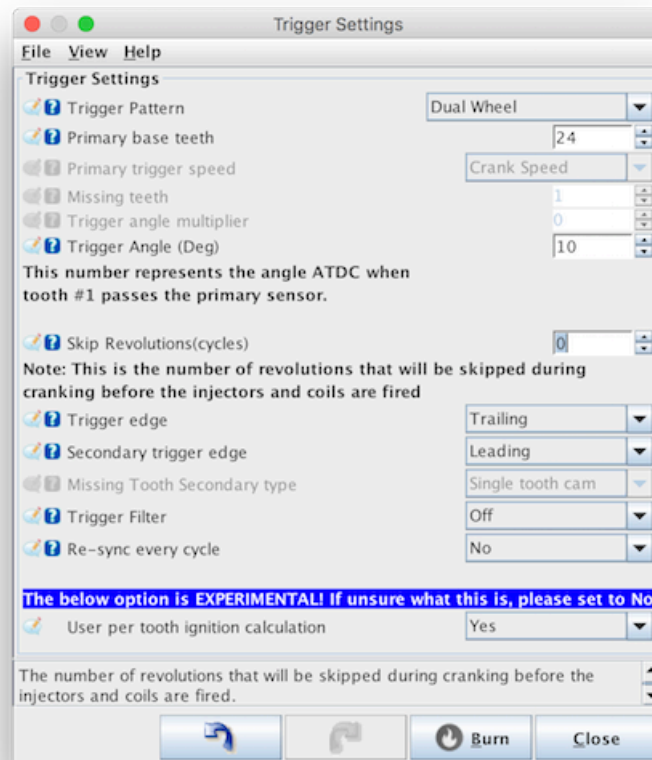 Trigger Settings
File View Help
Trigger Settings
Trigger Pattern Dual Wheel
Primary base teeth 24
Primary trigger speed Crank Speed
Missing teeth 1
Trigger angle multiplier 0
Trigger Angle (Deg) 10
This number represents the angle ATDC when
tooth #1 passes the primary sensor.
Skip Revolutions(cycles) 0
Note: This is the number of revolutions that will be skipped during
cranking before the injectors and coils are fired
Trigger edge Trailing
Secondary trigger edge Leading
Missing Tooth Secondary type Single tooth cam
Trigger Filter Off
Re-sync every cycle No
The below option is EXPERIMENTAL! If unsure what this is, please set to No
User per tooth ignition calculation Yes
The number of revolutions that will be skipped during cranking before the
injectors and coils are fired.
Burn Close